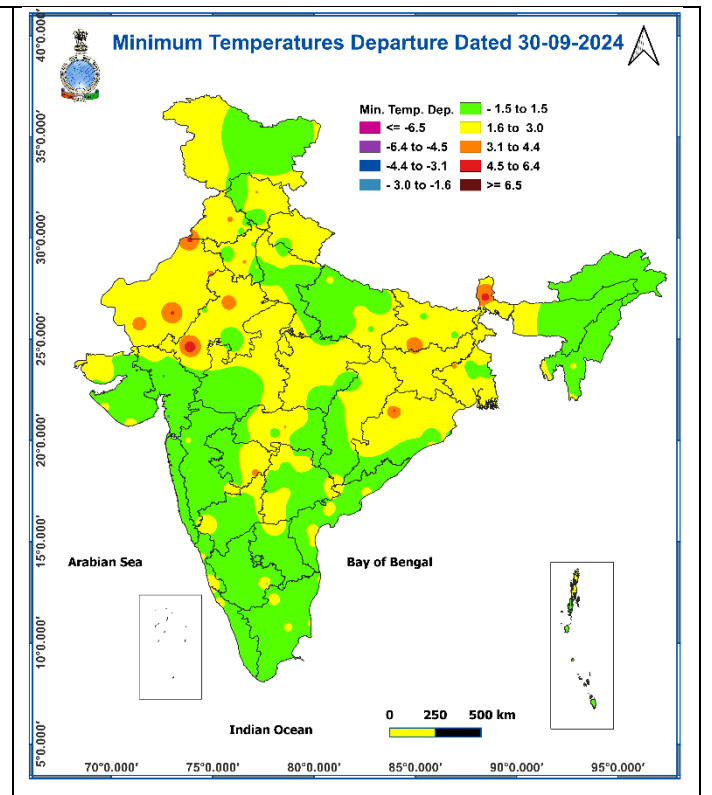 Minimum Temperatures Departure Dated 30-09-2024
Min. Temp. Dep.
<= -6.5
-6.4 to -4.5
-4.4 to -3.1
- 3.0 to -1.6
- 1.5 to 1.5
1.6 to 3.0
3.1 to 4.4
4.5 to 6.4
>= 6.5
40°0.000'
35°0.000'
30°0.000'
25°0.000'
20°0.000'
15°0.000'
10°0.000'
5°0.000'
Arabian Sea
Bay of Bengal
Indian Ocean
0 250 500 km
70°0.000' 75°0.000' 80°0.000' 85°0.000' 90°0.000' 95°0.000'